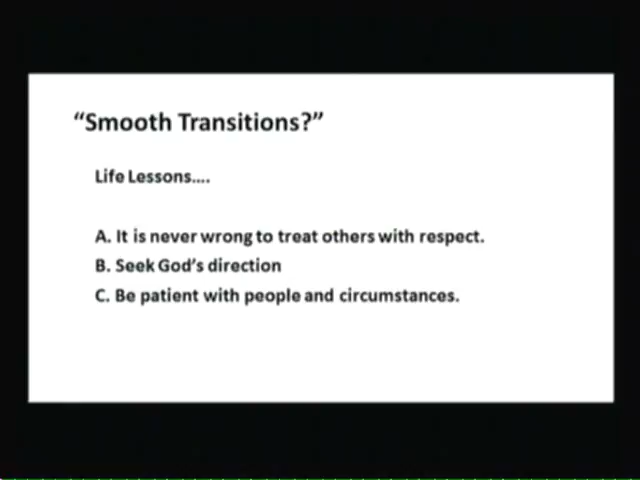 “Smooth Transitions?”
Life Lessons....
A. It is never wrong to treat others with respect.
B. Seek God’s direction
C. Be patient with people and circumstances.